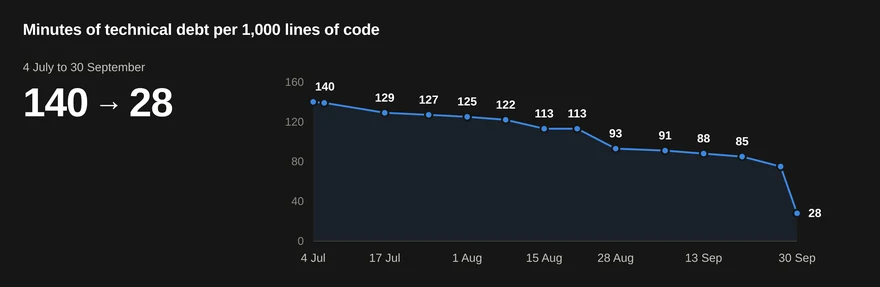 Minutes of technical debt per 1,000 lines of code
4 July to 30 September
140 → 28
160
120
80
40
0
140
129
127
125
122
113
113
93
91
88
85
28
4 Jul
17 Jul
1 Aug
15 Aug
28 Aug
13 Sep
30 Sep